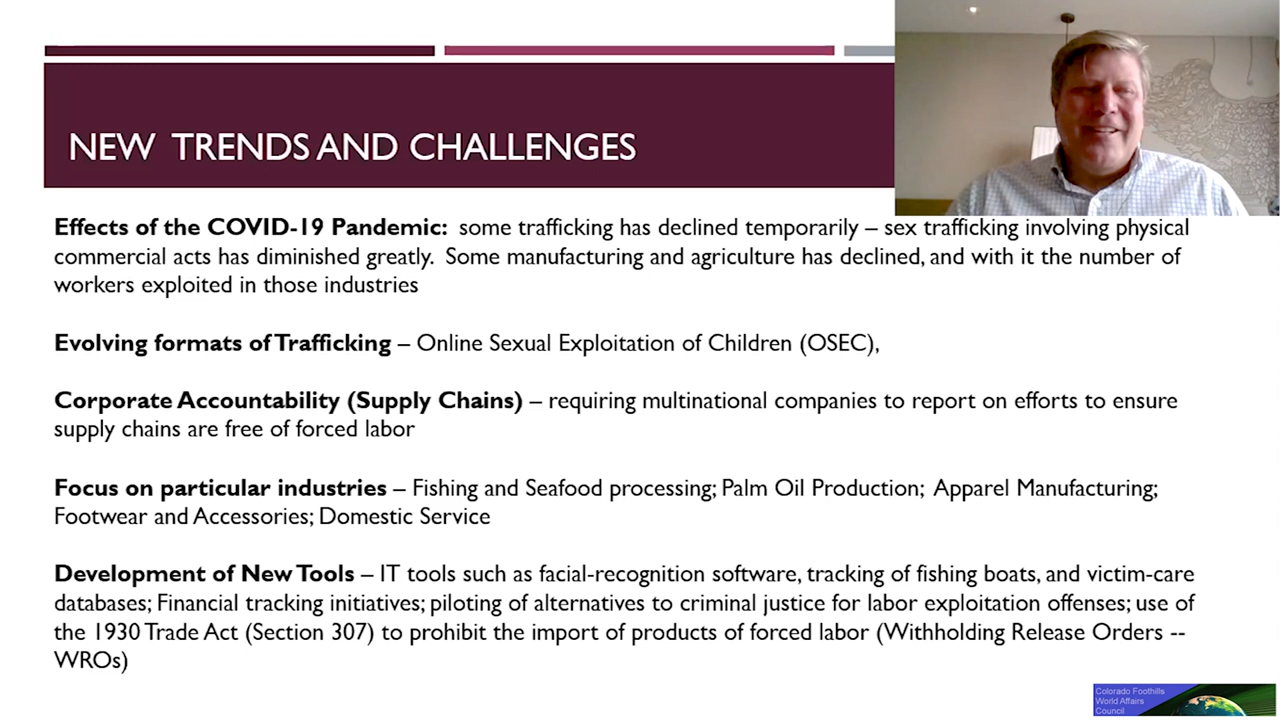 NEW TRENDS AND CHALLENGES
Effects of the COVID-19 Pandemic: some trafficking has declined temporarily – sex trafficking involving physical
commercial acts has diminished greatly. Some manufacturing and agriculture has declined, and with it the number of
workers exploited in those industries
Evolving formats of Trafficking – Online Sexual Exploitation of Children (OSEC),
Corporate Accountability (Supply Chains) – requiring multinational companies to report on efforts to ensure
supply chains are free of forced labor
Focus on particular industries – Fishing and Seafood processing; Palm Oil Production; Apparel Manufacturing;
Footwear and Accessories; Domestic Service
Development of New Tools – IT tools such as facial-recognition software, tracking of fishing boats, and victim-care
databases; Financial tracking initiatives; piloting of alternatives to criminal justice for labor exploitation offenses; use of
the 1930 Trade Act (Section 307) to prohibit the import of products of forced labor (Withholding Release Orders --
WROs)
Colorado Foothills
World Affairs
Council